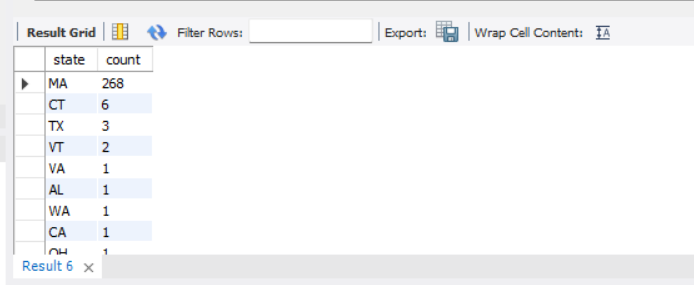 Result Grid Filter Rows: Export: Wrap Cell Content: IA
state count
MA 268
CT 6
TX 3
VT 2
VA 1
AL 1
WA 1
CA 1
OH 1
Result 6 ×